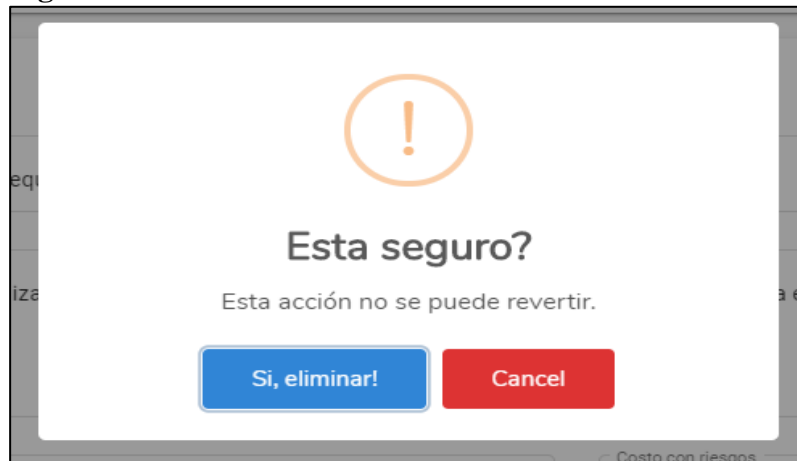 !
Esta seguro?
Esta acción no se puede revertir.
Si, eliminar!
Cancel
Costo con riesgos